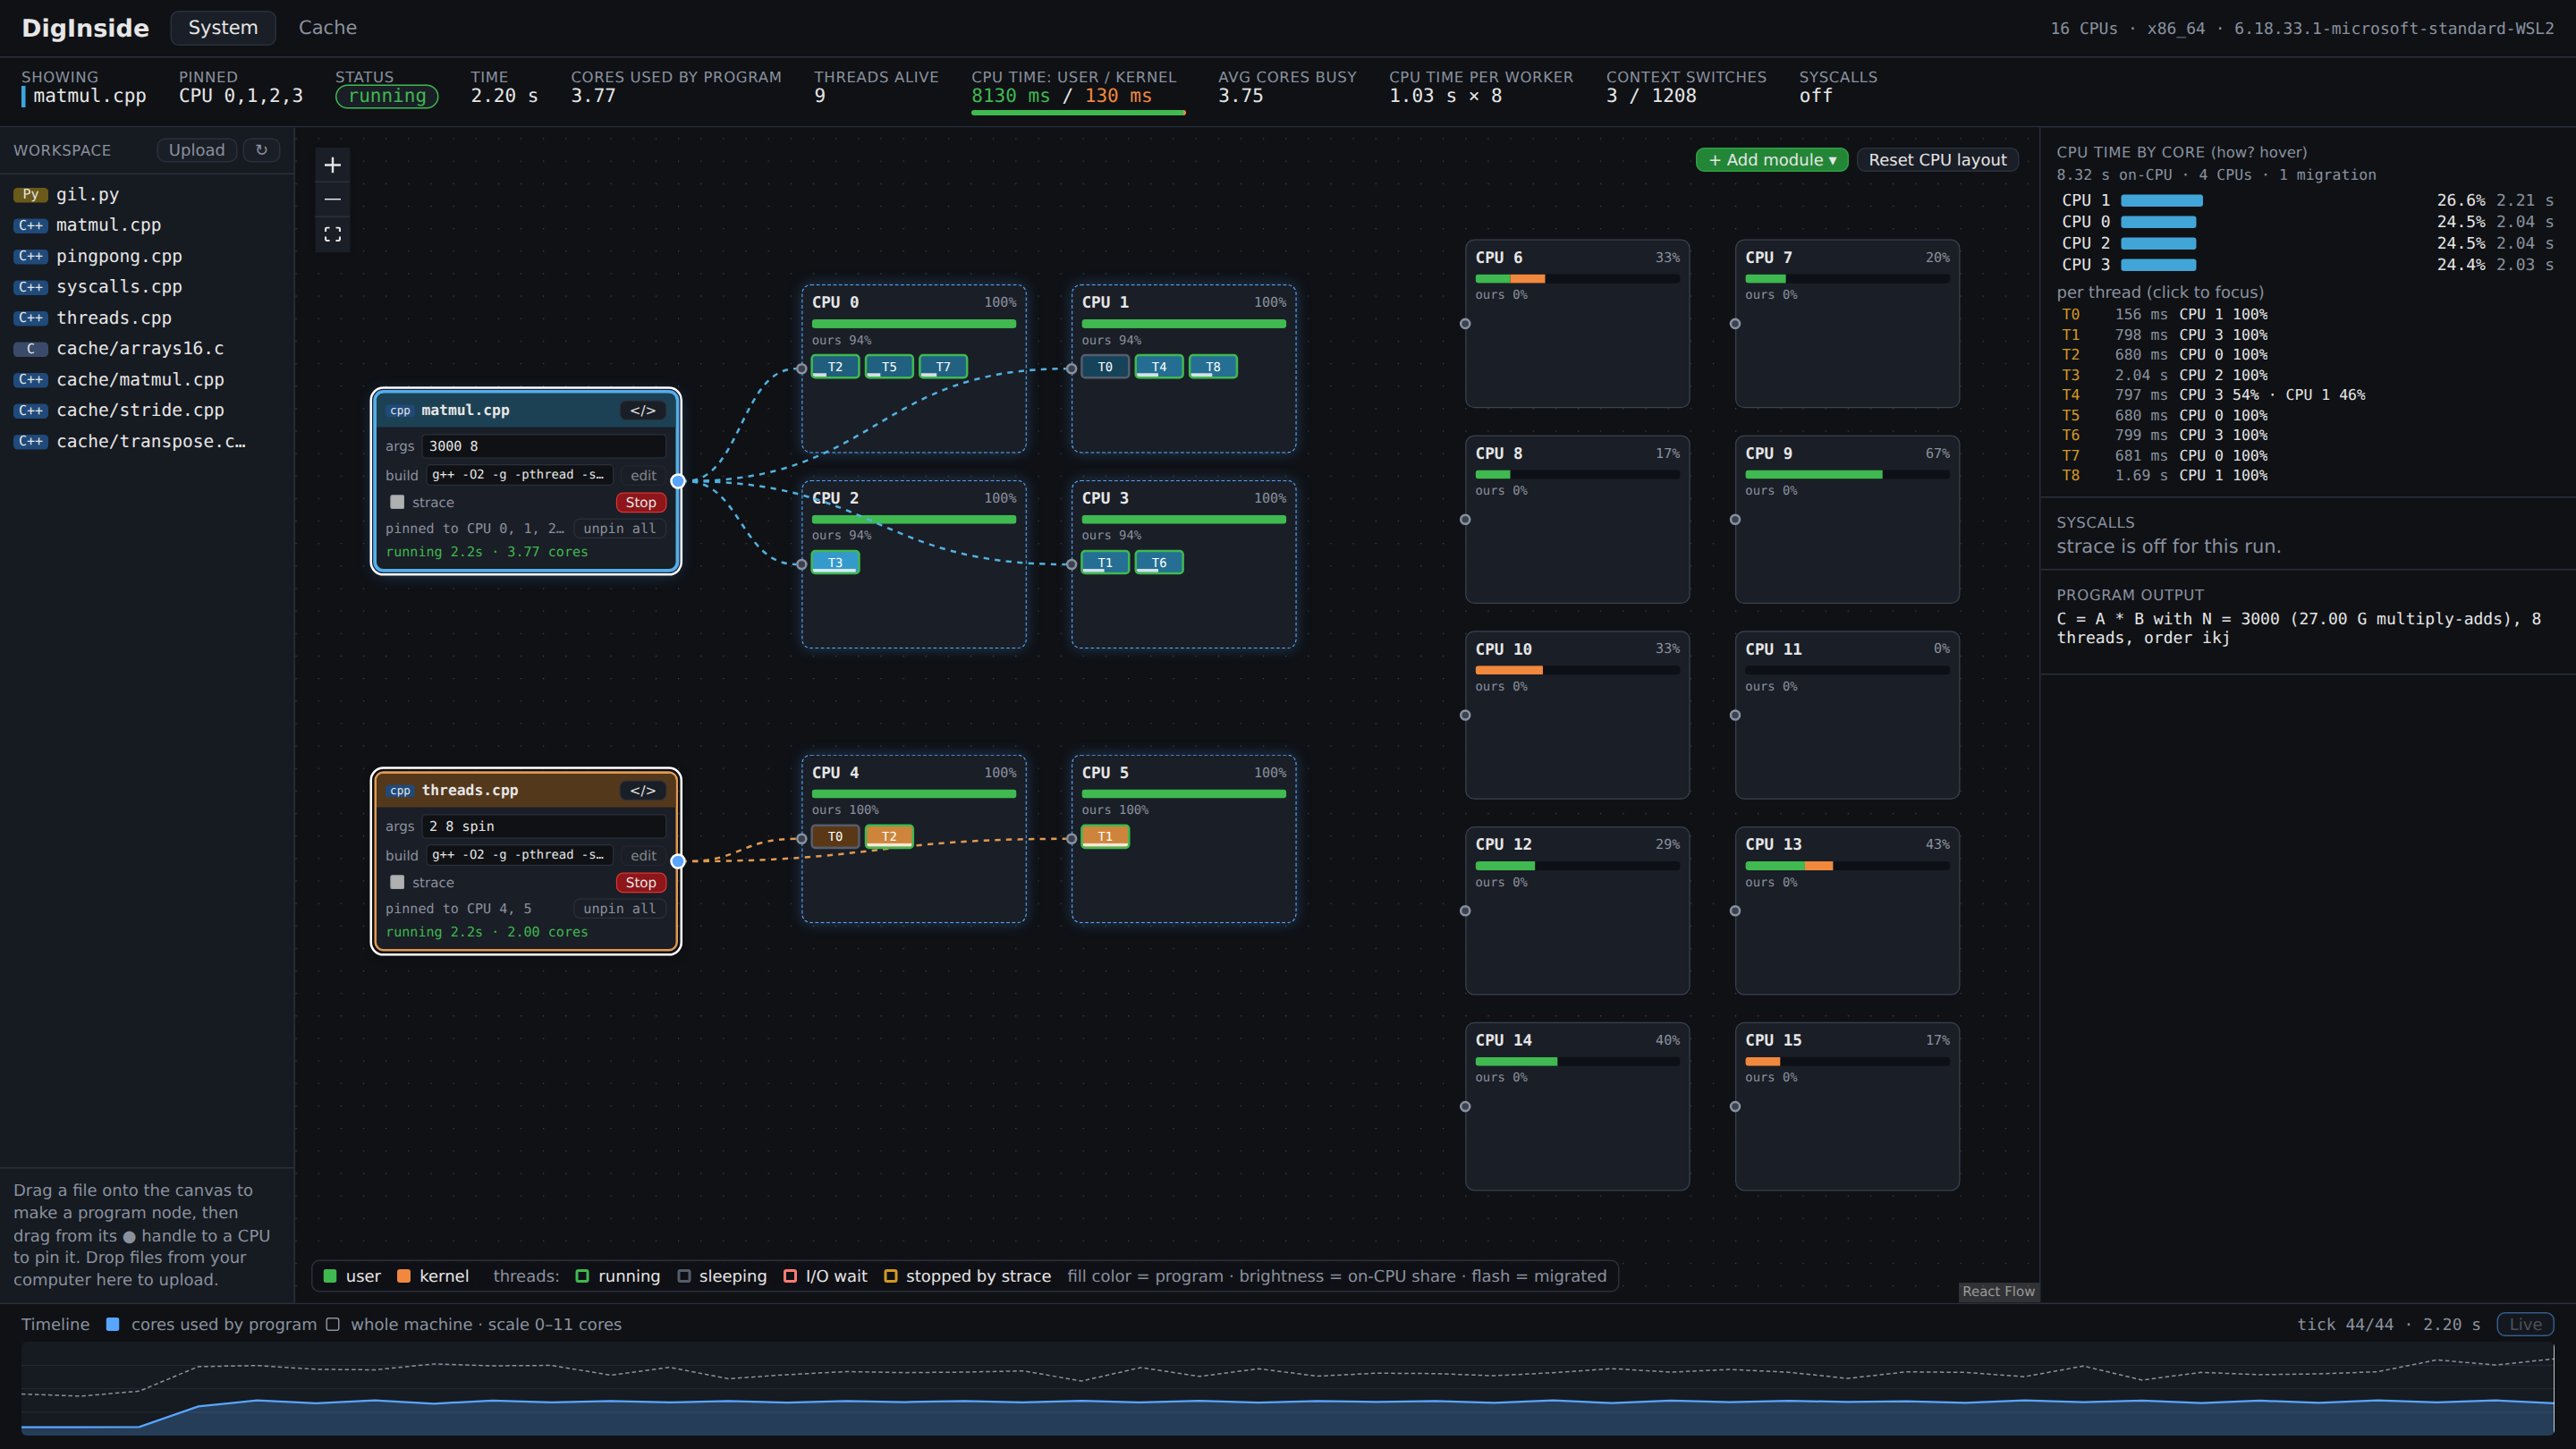 DigInside System Cache 16 CPUs · x86_64 · 6.18.33.1-microsoft-standard-WSL2
SHOWING PINNED STATUS TIME CORES USED BY PROGRAM THREADS ALIVE CPU TIME: USER / KERNEL AVG CORES BUSY CPU TIME PER WORKER CONTEXT SWITCHES SYSCALLS
matmul.cpp CPU 0,1,2,3 running 2.20 s 3.77 9 8130 ms / 130 ms 3.75 1.03 s × 8 3 / 1208 off
WORKSPACE Upload ↻
Py gil.py
C++ matmul.cpp
C++ pingpong.cpp
C++ syscalls.cpp
C++ threads.cpp
C cache/arrays16.c
C++ cache/matmul.cpp
C++ cache/stride.cpp
C++ cache/transpose.c…
Drag a file onto the canvas to
make a program node, then
drag from its ● handle to a CPU
to pin it. Drop files from your
computer here to upload.
+ Add module ▾ Reset CPU layout
cpp matmul.cpp </>
args 3000 8
build g++ -O2 -g -pthread -s… edit
strace Stop
pinned to CPU 0, 1, 2… unpin all
running 2.2s · 3.77 cores
cpp threads.cpp </>
args 2 8 spin
build g++ -O2 -g -pthread -s… edit
strace Stop
pinned to CPU 4, 5 unpin all
running 2.2s · 2.00 cores
CPU 0 100%
ours 94%
T2 T5 T7
CPU 1 100%
ours 94%
T0 T4 T8
CPU 2 100%
ours 94%
T3
CPU 3 100%
ours 94%
T1 T6
CPU 4 100%
ours 100%
T0 T2
CPU 5 100%
ours 100%
T1
CPU 6 33%
ours 0%
CPU 7 20%
ours 0%
CPU 8 17%
ours 0%
CPU 9 67%
ours 0%
CPU 10 33%
ours 0%
CPU 11 0%
ours 0%
CPU 12 29%
ours 0%
CPU 13 43%
ours 0%
CPU 14 40%
ours 0%
CPU 15 17%
ours 0%
user kernel threads: running sleeping I/O wait stopped by strace fill color = program · brightness = on-CPU share · flash = migrated
React Flow
CPU TIME BY CORE (how? hover)
8.32 s on-CPU · 4 CPUs · 1 migration
CPU 1 26.6% 2.21 s
CPU 0 24.5% 2.04 s
CPU 2 24.5% 2.04 s
CPU 3 24.4% 2.03 s
per thread (click to focus)
T0 156 ms CPU 1 100%
T1 798 ms CPU 3 100%
T2 680 ms CPU 0 100%
T3 2.04 s CPU 2 100%
T4 797 ms CPU 3 54% · CPU 1 46%
T5 680 ms CPU 0 100%
T6 799 ms CPU 3 100%
T7 681 ms CPU 0 100%
T8 1.69 s CPU 1 100%
SYSCALLS
strace is off for this run.
PROGRAM OUTPUT
C = A * B with N = 3000 (27.00 G multiply-adds), 8
threads, order ikj
Timeline cores used by program whole machine · scale 0–11 cores tick 44/44 · 2.20 s Live